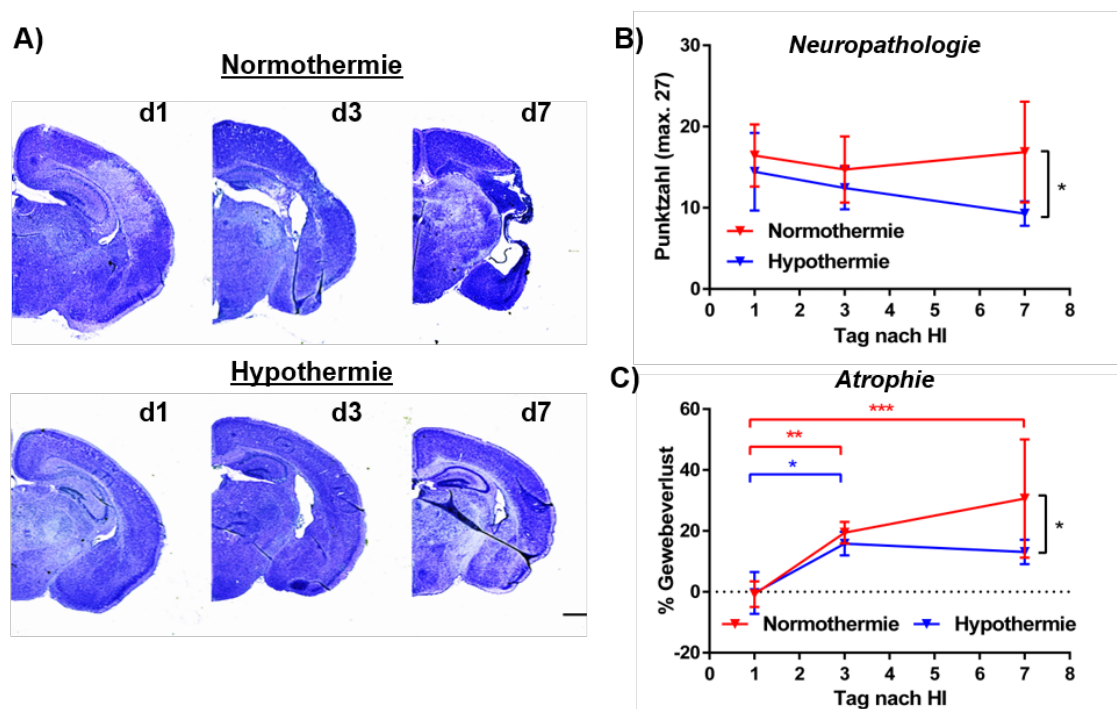 A)
Normothermie
d1 d3 d7
Hypothermie
d1 d3 d7
B)
Neuropathologie
Punktzahl (max. 27)
30
20
10
0
*
Normothermie
Hypothermie
0 1 2 3 4 5 6 7 8
Tag nach HI
C)
Atrophie
% Gewebeverlust
60
40
20
0
-20
***
**
*
*
Normothermie Hypothermie
0 1 2 3 4 5 6 7 8
Tag nach HI